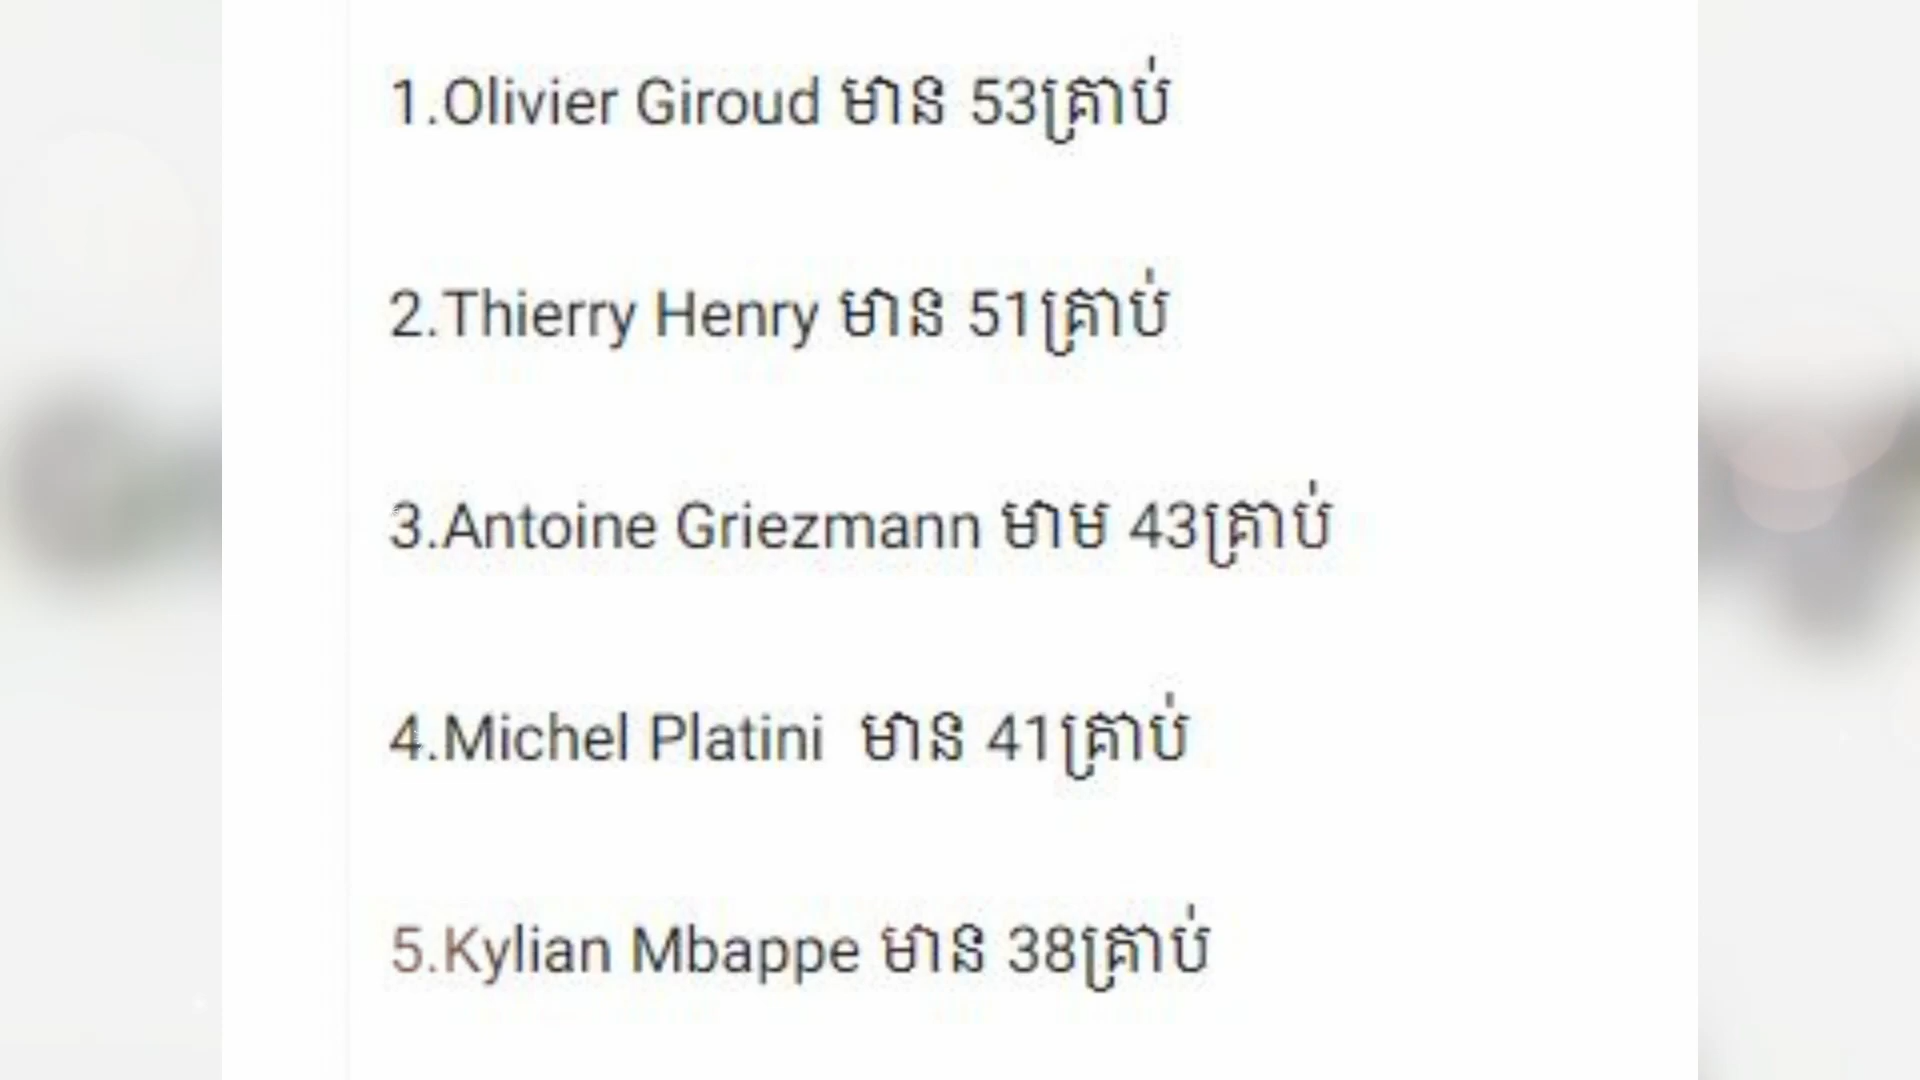 1.Olivier Giroud មាន 53គ្រាប់
2.Thierry Henry មាន 51គ្រាប់
3.Antoine Griezmann មាម 43គ្រាប់
4.Michel Platini  មាន 41គ្រាប់
5.Kylian Mbappe មាន 38គ្រាប់